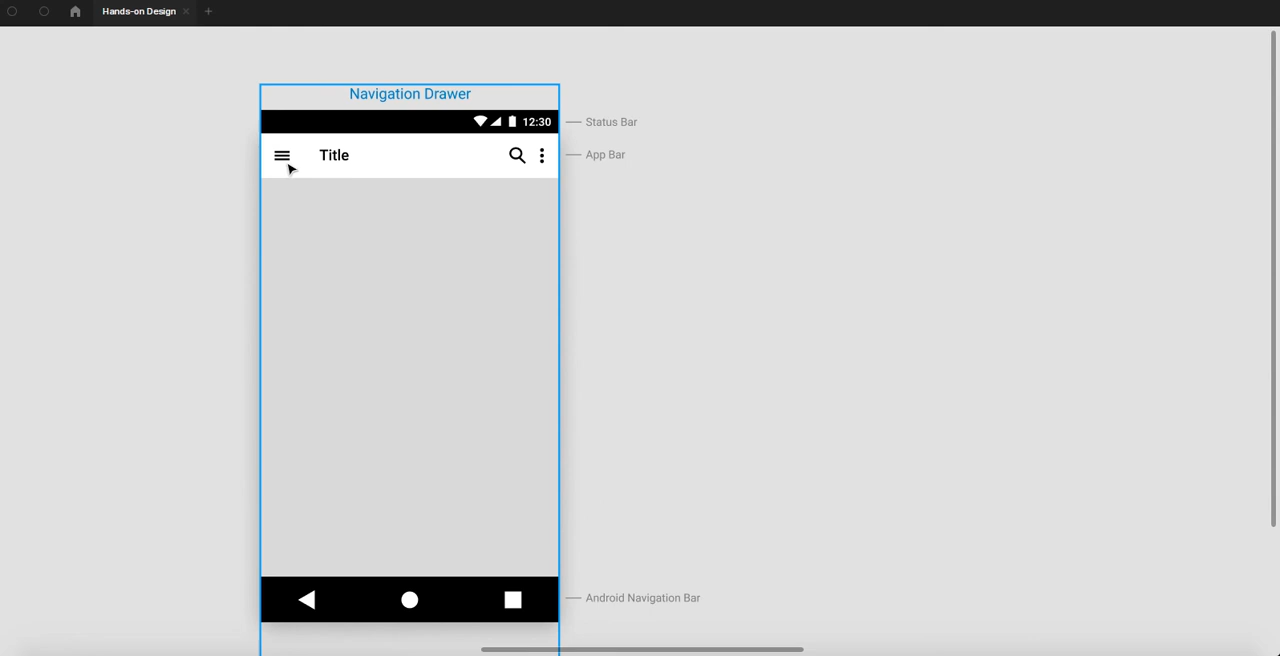 Hands-on Design
Navigation Drawer
12:30
Status Bar
Title
App Bar
Android Navigation Bar